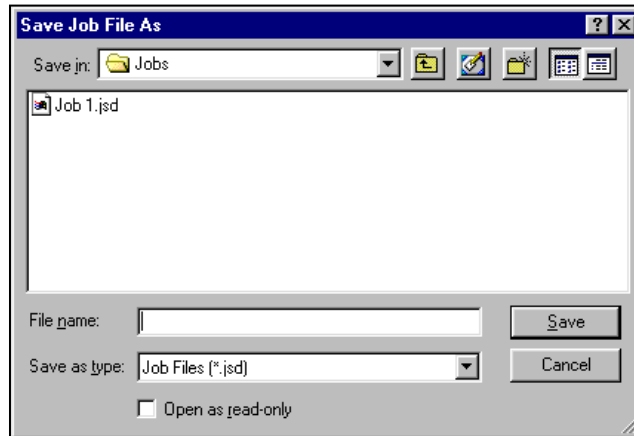 Save Job File As
Save in: Jobs
Job 1.jsd
File name: Save
Save as type: Job Files (*.jsd) Cancel
Open as read-only